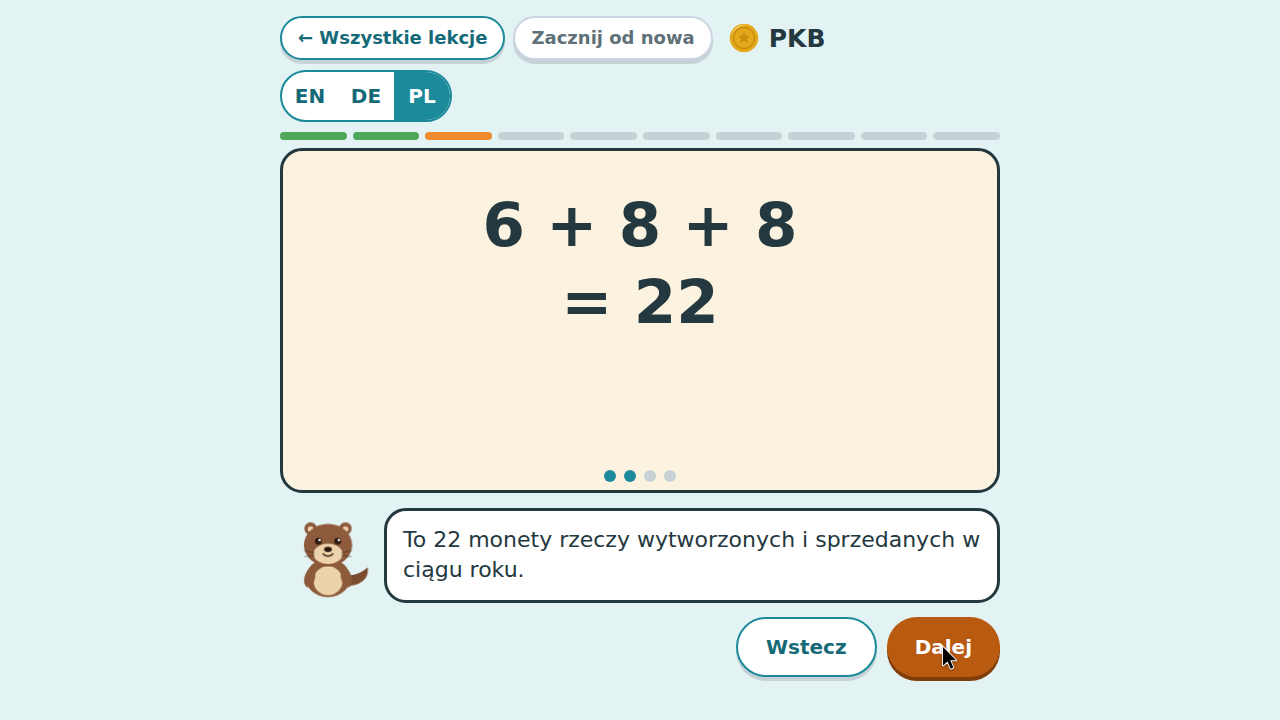 ← Wszystkie lekcje
Zacznij od nowa
PKB
EN DE PL
6 + 8 + 8
= 22
To 22 monety rzeczy wytworzonych i sprzedanych w
ciągu roku.
Wstecz
Dalej